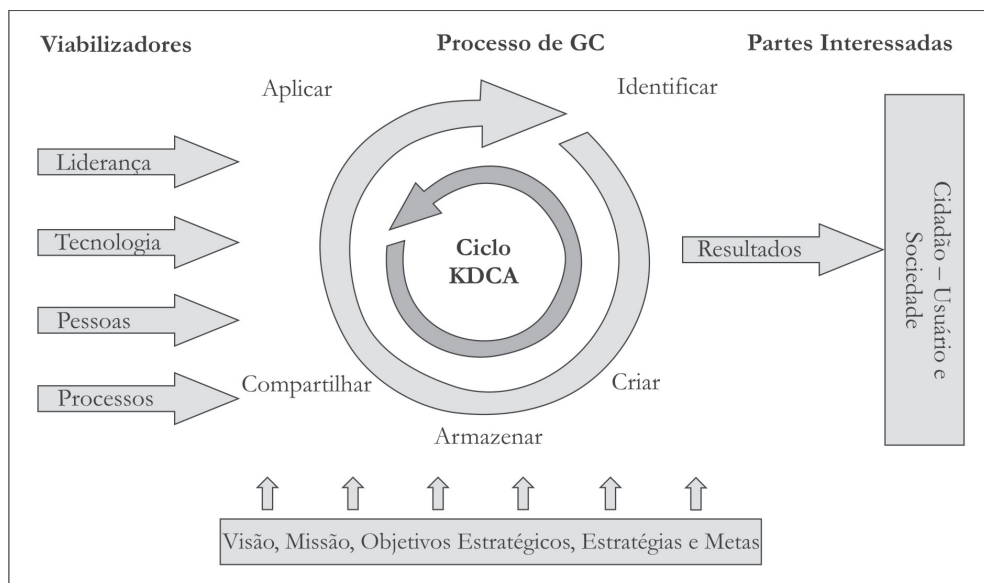 Viabilizadores
Processo de GC
Partes Interessadas
Aplicar
Identificar
Liderança
Tecnologia
Pessoas
Processos
Ciclo
KDCA
Compartilhar
Criar
Armazenar
Resultados
Cidadão – Usuário e
Sociedade
Visão, Missão, Objetivos Estratégicos, Estratégias e Metas